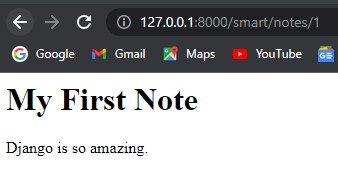 127.0.0.1:8000/smart/notes/1
Google Gmail Maps YouTube
My First Note
Django is so amazing.